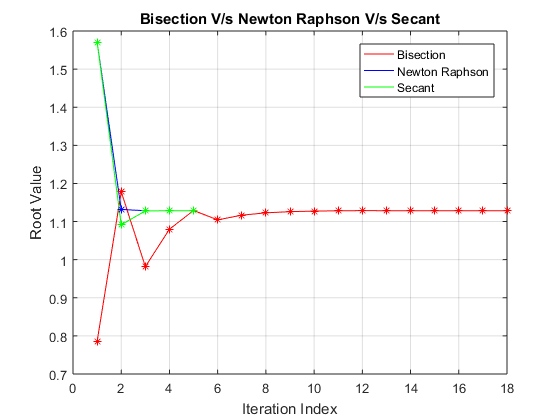 Bisection V/s Newton Raphson V/s Secant
1.6
1.5
1.4
1.3
1.2
1.1
1
0.9
0.8
0.7
Root Value
Bisection
Newton Raphson
Secant
0 2 4 6 8 10 12 14 16 18
Iteration Index